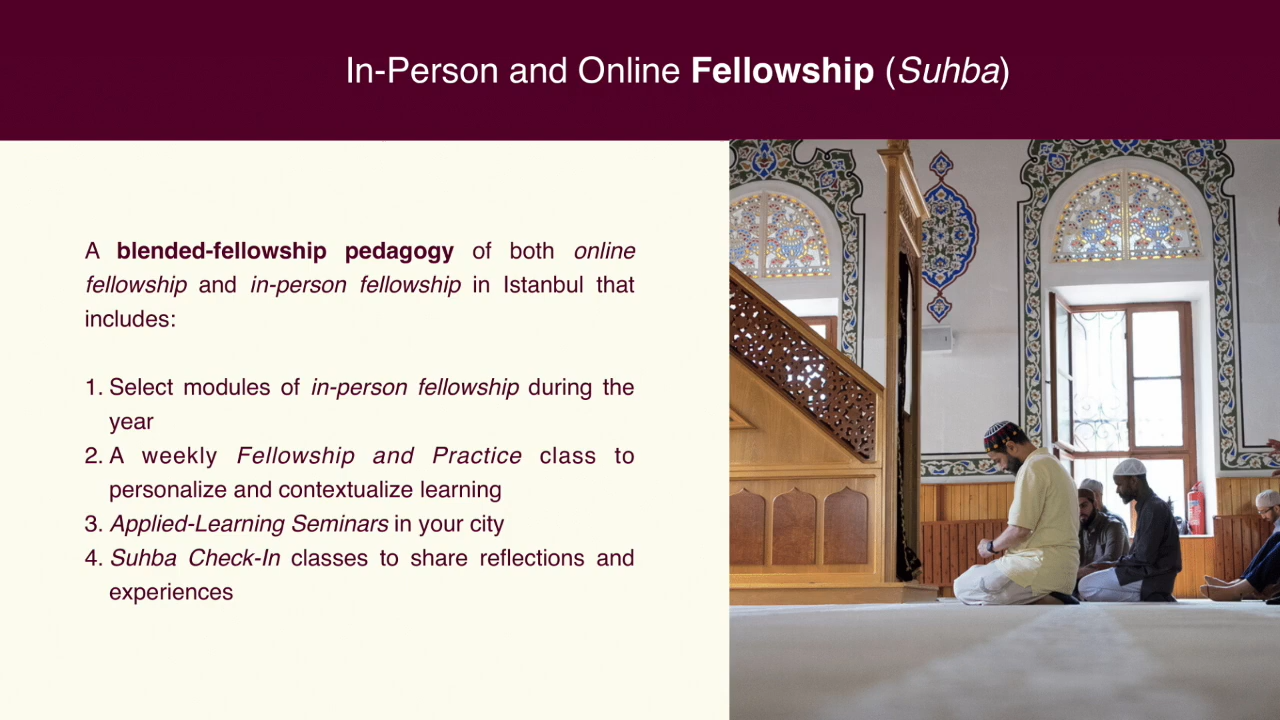 In-Person and Online Fellowship (Suhba)
A blended-fellowship pedagogy of both online
fellowship and in-person fellowship in Istanbul that
includes:
1. Select modules of in-person fellowship during the
year
2. A weekly Fellowship and Practice class to
personalize and contextualize learning
3. Applied-Learning Seminars in your city
4. Suhba Check-In classes to share reflections and
experiences